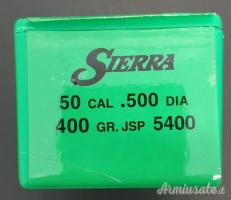 SIERRA
50 CAL .500 DIA
400 GR. JSP 5400
Armiusate.it